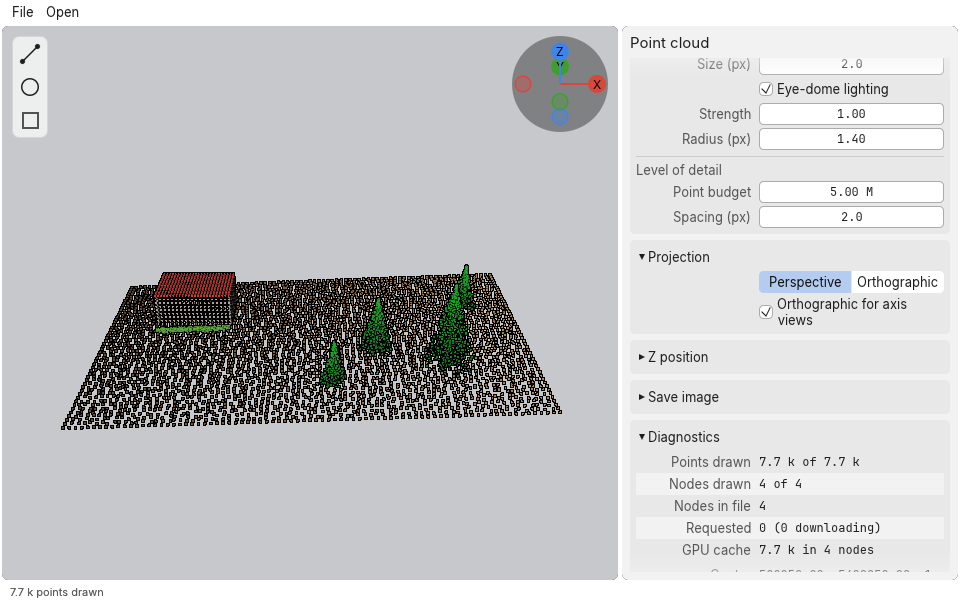 File Open
Z
Y
X
Point cloud
Size (px) 2.0
Eye-dome lighting
Strength 1.00
Radius (px) 1.40
Level of detail
Point budget 5.00 M
Spacing (px) 2.0
Projection
Perspective Orthographic
Orthographic for axis
views
Z position
Save image
Diagnostics
Points drawn 7.7 k of 7.7 k
Nodes drawn 4 of 4
Nodes in file 4
Requested 0 (0 downloading)
GPU cache 7.7 k in 4 nodes
7.7 k points drawn